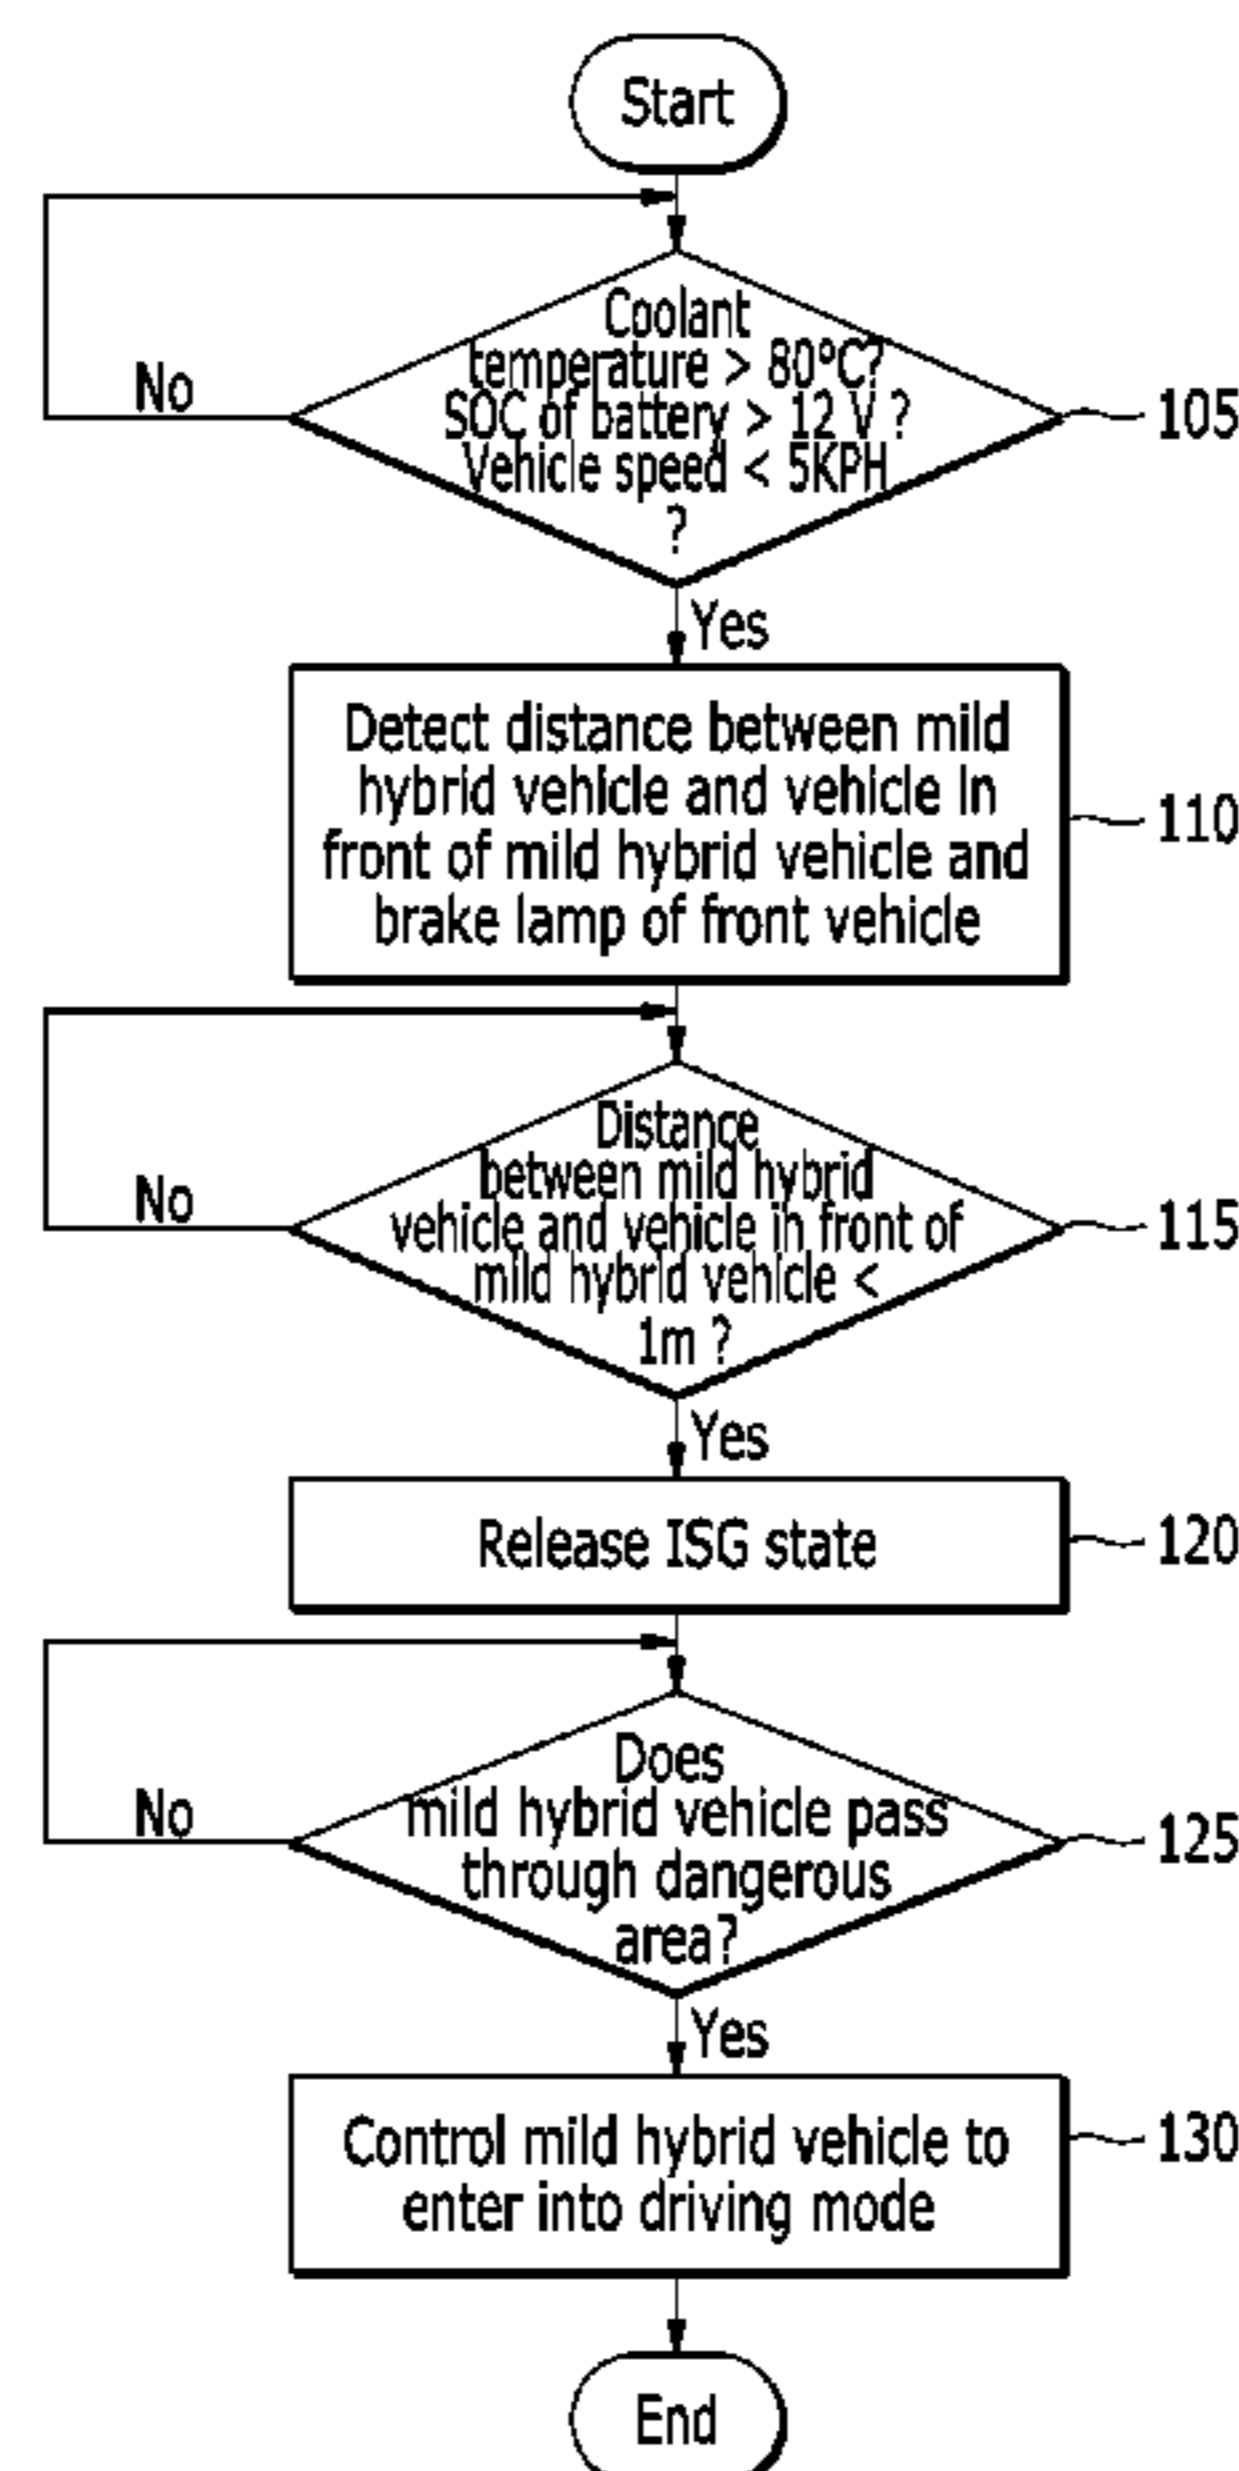 Start
Coolant
temperature > 80°C?
SOC of battery > 12 V ?
Vehicle speed < 5KPH
?
No
105
Yes
Detect distance between mild
hybrid vehicle and vehicle in
front of mild hybrid vehicle and
brake lamp of front vehicle
110
Distance
between mild hybrid
vehicle and vehicle in front of
mild hybrid vehicle <
1m ?
No
115
Yes
Release ISG state
120
Does
mild hybrid vehicle pass
through dangerous
area?
No
125
Yes
Control mild hybrid vehicle to
enter into driving mode
130
End